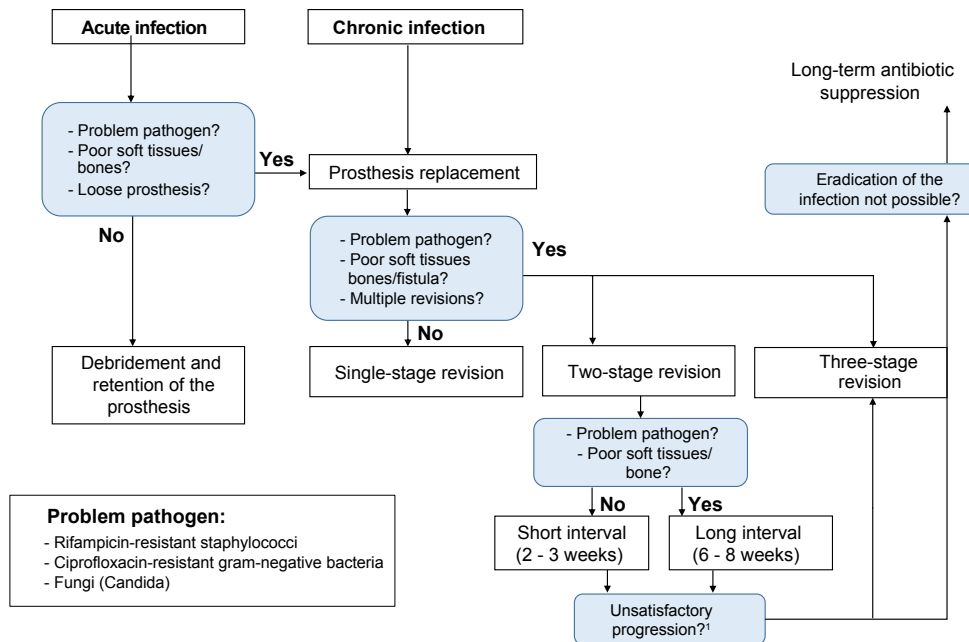 Acute infection
Chronic infection
Long-term antibiotic
suppression
- Problem pathogen?
- Poor soft tissues/
bones?
- Loose prosthesis?
Yes
Prosthesis replacement
Eradication of the
infection not possible?
No
- Problem pathogen?
- Poor soft tissues
bones/fistula?
- Multiple revisions?
Yes
No
Debridement and
retention of the
prosthesis
Single-stage revision
Two-stage revision
Three-stage
revision
- Problem pathogen?
- Poor soft tissues/
bone?
No
Yes
Short interval
(2 - 3 weeks)
Long interval
(6 - 8 weeks)
Unsatisfactory
progression?¹
Problem pathogen:
- Rifampicin-resistant staphylococci
- Ciprofloxacin-resistant gram-negative bacteria
- Fungi (Candida)